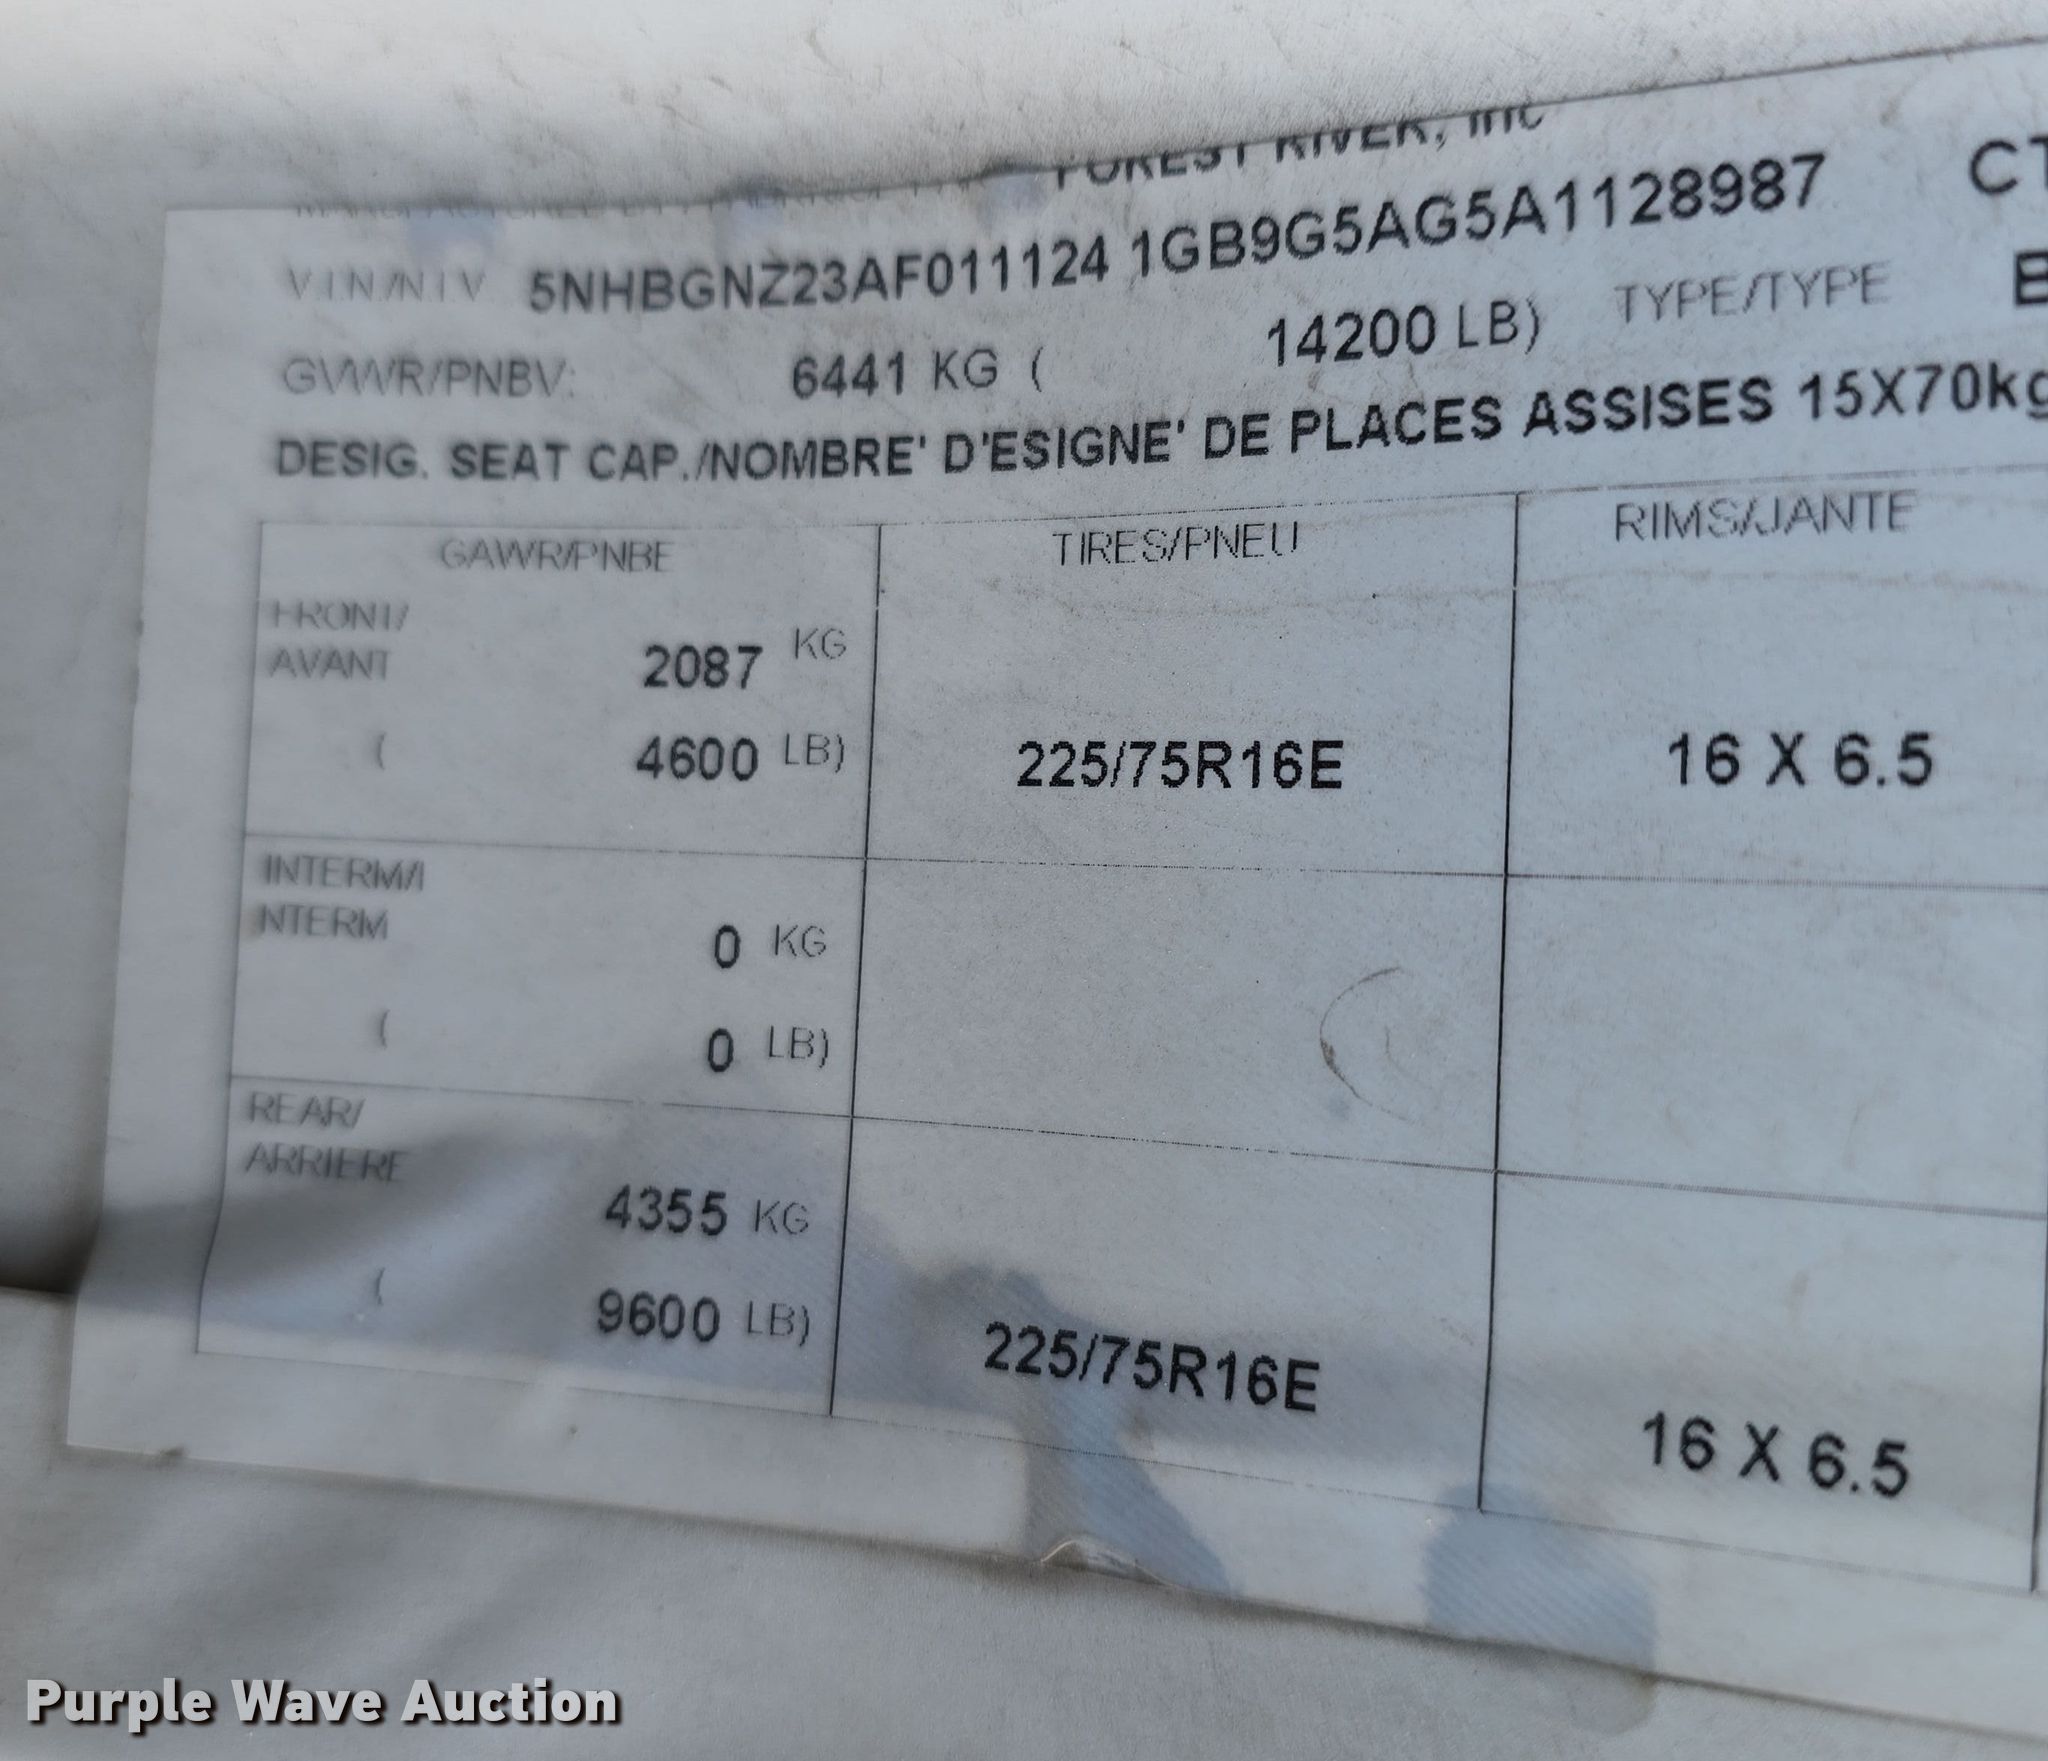 FOREST RIVER, Inc
V.I.N/N.I.V 5NHBGNZ23AF011124 1GB9G5AG5A1128987 CT
GVWR/PNBV: 6441 KG ( 14200 LB) TYPE/TYPE B
DESIG. SEAT CAP./NOMBRE' D'ESIGNE' DE PLACES ASSISES 15X70kg
GAWR/PNBE TIRES/PNEU RIMS/JANTE
FRONT/
AVANT 2087 KG
( 4600 LB) 225/75R16E 16 X 6.5
INTERM/I
NTERM 0 KG
( 0 LB)
REAR/
ARRIERE
4355 KG
( 9600 LB) 225/75R16E 16 X 6.5
Purple Wave Auction